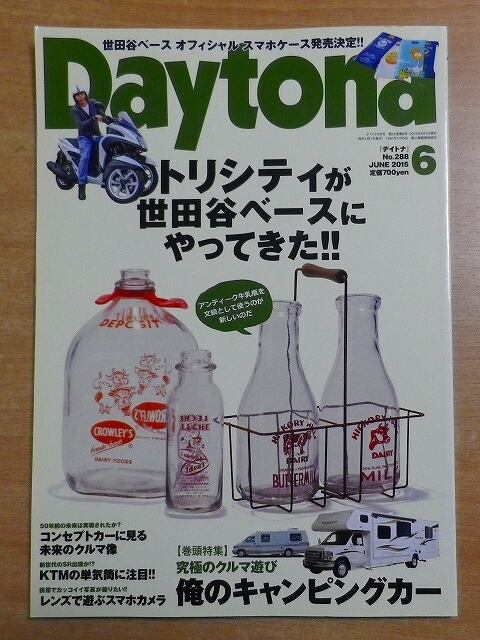 世田谷ベース オフィシャル スマホケース発売決定!!
Daytona
『デイトナ』
No.288
JUNE 2015
定価700yen
6
トリシティが
世田谷ベースに
やってきた!!
アンティーク牛乳瓶を
文鎮として使うのが
新しいのだ
DEPOSIT
CROWLEY'S
DAIRY FOODS
LECHE
Ideal
HICKORY
DAIRY
BUTTERMILK
HICKORY
DAIRY
MILK
50年前の未来は実現されたか?
コンセプトカーに見る
未来のクルマ像
新世代のSR出現か!?
KTMの単気筒に注目!!
携帯でカッコイイ写真が撮りたい!!
レンズで遊ぶスマホカメラ
【巻頭特集】
究極のクルマ遊び
俺のキャンピングカー